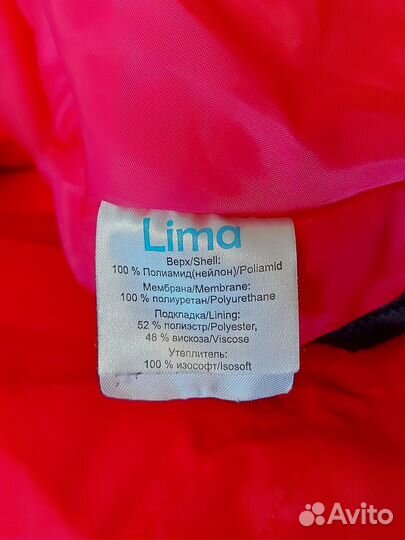 Lima
Верх/Shell:
100 % Полиамид(нейлон)/Poliamid
Мембрана/Membrane:
100 % полиуретан/Polyurethane
Подкладка/Lining:
52 % полиэстр/Polyester,
48 % вискоза/Viscose
Утеплитель:
100 % изософт/Isosoft
Avito